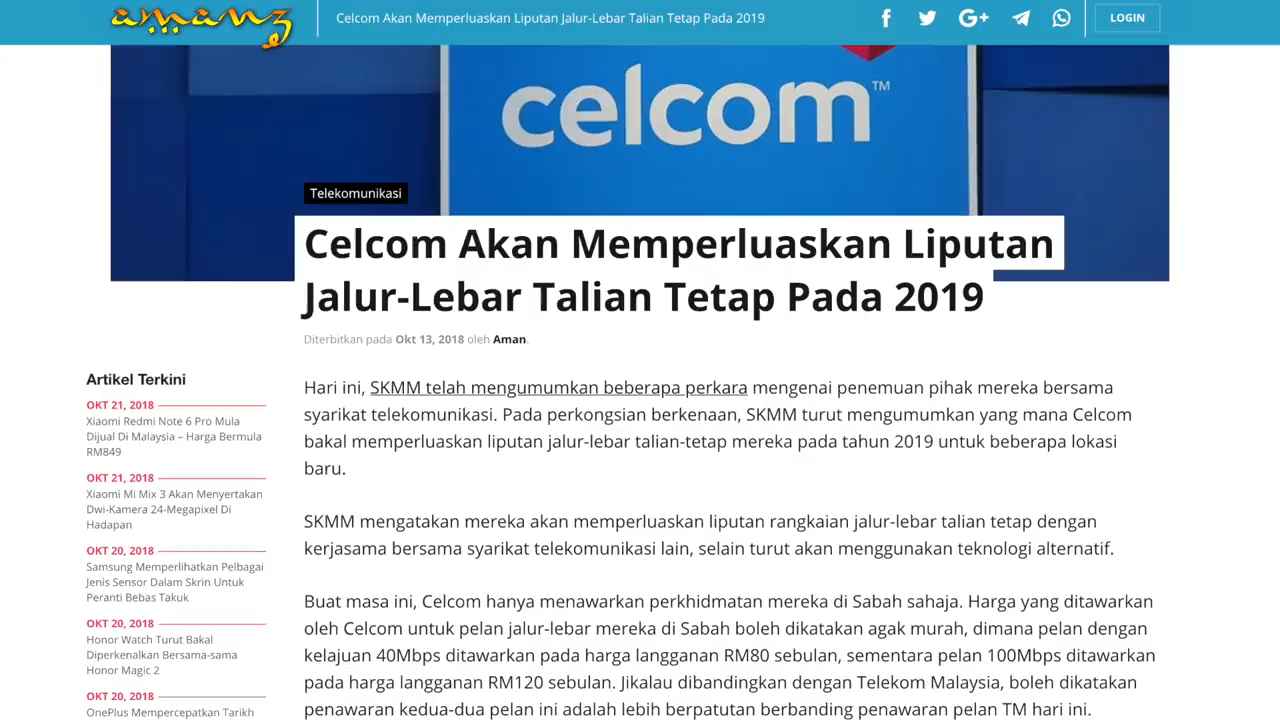 amanz
Celcom Akan Memperluaskan Liputan Jalur-Lebar Talian Tetap Pada 2019
LOGIN
celcom™
Telekomunikasi
Celcom Akan Memperluaskan Liputan
Jalur-Lebar Talian Tetap Pada 2019
Diterbitkan pada Okt 13, 2018 oleh Aman.
Artikel Terkini
OKT 21, 2018
Xiaomi Redmi Note 6 Pro Mula
Dijual Di Malaysia – Harga Bermula
RM849
OKT 21, 2018
Xiaomi Mi Mix 3 Akan Menyertakan
Dwi-Kamera 24-Megapixel Di
Hadapan
OKT 20, 2018
Samsung Memperlihatkan Pelbagai
Jenis Sensor Dalam Skrin Untuk
Peranti Bebas Takuk
OKT 20, 2018
Honor Watch Turut Bakal
Diperkenalkan Bersama-sama
Honor Magic 2
OKT 20, 2018
OnePlus Mempercepatkan Tarikh
Hari ini, SKMM telah mengumumkan beberapa perkara mengenai penemuan pihak mereka bersama
syarikat telekomunikasi. Pada perkongsian berkenaan, SKMM turut mengumumkan yang mana Celcom
bakal memperluaskan liputan jalur-lebar talian-tetap mereka pada tahun 2019 untuk beberapa lokasi
baru.
SKMM mengatakan mereka akan memperluaskan liputan rangkaian jalur-lebar talian tetap dengan
kerjasama bersama syarikat telekomunikasi lain, selain turut akan menggunakan teknologi alternatif.
Buat masa ini, Celcom hanya menawarkan perkhidmatan mereka di Sabah sahaja. Harga yang ditawarkan
oleh Celcom untuk pelan jalur-lebar mereka di Sabah boleh dikatakan agak murah, dimana pelan dengan
kelajuan 40Mbps ditawarkan pada harga langganan RM80 sebulan, sementara pelan 100Mbps ditawarkan
pada harga langganan RM120 sebulan. Jikalau dibandingkan dengan Telekom Malaysia, boleh dikatakan
penawaran kedua-dua pelan ini adalah lebih berpatutan berbanding penawaran pelan TM hari ini.